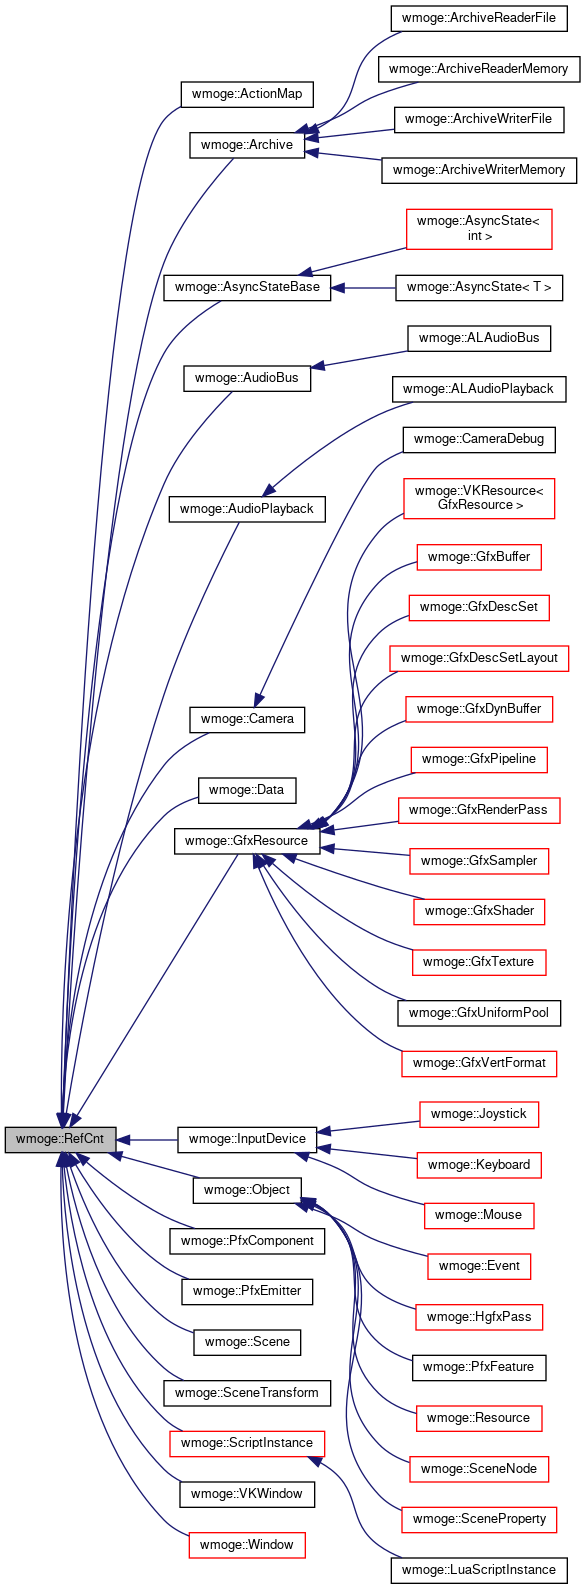 wmoge::ArchiveReaderFile
wmoge::ArchiveReaderMemory
wmoge::ActionMap
wmoge::ArchiveWriterFile
wmoge::Archive
wmoge::ArchiveWriterMemory
wmoge::AsyncState<
int >
wmoge::AsyncStateBase
wmoge::AsyncState< T >
wmoge::ALAudioBus
wmoge::AudioBus
wmoge::ALAudioPlayback
wmoge::CameraDebug
wmoge::VKResource<
GfxResource >
wmoge::AudioPlayback
wmoge::GfxBuffer
wmoge::GfxDescSet
wmoge::GfxDescSetLayout
wmoge::GfxDynBuffer
wmoge::Camera
wmoge::GfxPipeline
wmoge::Data
wmoge::GfxRenderPass
wmoge::GfxResource
wmoge::GfxSampler
wmoge::GfxShader
wmoge::GfxTexture
wmoge::GfxUniformPool
wmoge::GfxVertFormat
wmoge::Joystick
wmoge::RefCnt
wmoge::InputDevice
wmoge::Keyboard
wmoge::Object
wmoge::Mouse
wmoge::PfxComponent
wmoge::Event
wmoge::PfxEmitter
wmoge::HgfxPass
wmoge::Scene
wmoge::PfxFeature
wmoge::SceneTransform
wmoge::Resource
wmoge::ScriptInstance
wmoge::SceneNode
wmoge::VKWindow
wmoge::SceneProperty
wmoge::Window
wmoge::LuaScriptInstance